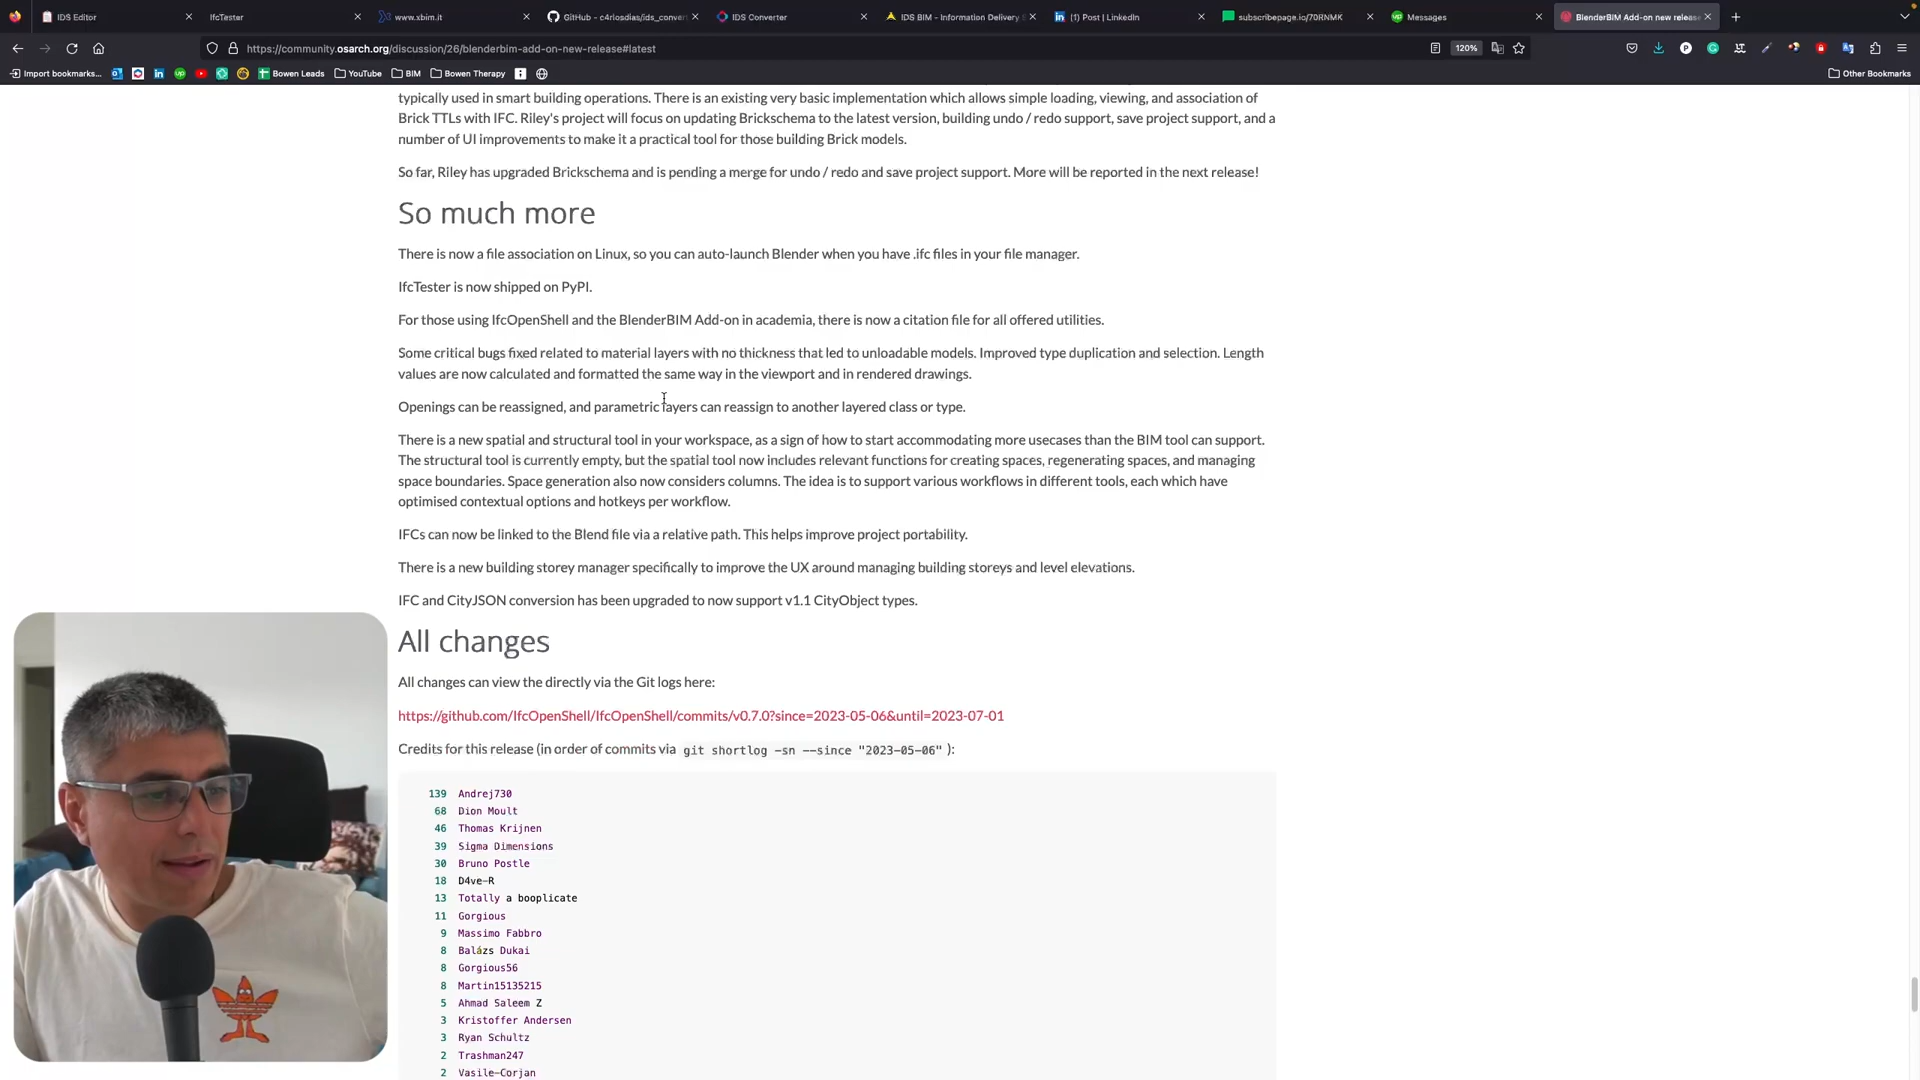 IDS Editor
IfcTester
www.xbim.it
GitHub - c4rlosdias/ids_conver
IDS Converter
IDS BIM - Information Delivery
(1) Post | LinkedIn
subscribepage.io/70RNMK
Messages
BlenderBIM Add-on new release
https://community.osarch.org/discussion/26/blenderbim-add-on-new-release#latest
120%
Import bookmarks...
Bowen Leads
YouTube
BIM
Bowen Therapy
Other Bookmarks
typically used in smart building operations. There is an existing very basic implementation which allows simple loading, viewing, and association of
Brick TTLs with IFC. Riley's project will focus on updating Brickschema to the latest version, building undo / redo support, save project support, and a
number of UI improvements to make it a practical tool for those building Brick models.
So far, Riley has upgraded Brickschema and is pending a merge for undo / redo and save project support. More will be reported in the next release!
So much more
There is now a file association on Linux, so you can auto-launch Blender when you have .ifc files in your file manager.
IfcTester is now shipped on PyPI.
For those using IfcOpenShell and the BlenderBIM Add-on in academia, there is now a citation file for all offered utilities.
Some critical bugs fixed related to material layers with no thickness that led to unloadable models. Improved type duplication and selection. Length
values are now calculated and formatted the same way in the viewport and in rendered drawings.
Openings can be reassigned, and parametric layers can reassign to another layered class or type.
There is a new spatial and structural tool in your workspace, as a sign of how to start accommodating more usecases than the BIM tool can support.
The structural tool is currently empty, but the spatial tool now includes relevant functions for creating spaces, regenerating spaces, and managing
space boundaries. Space generation also now considers columns. The idea is to support various workflows in different tools, each which have
optimised contextual options and hotkeys per workflow.
IFCs can now be linked to the Blend file via a relative path. This helps improve project portability.
There is a new building storey manager specifically to improve the UX around managing building storeys and level elevations.
IFC and CityJSON conversion has been upgraded to now support v1.1 CityObject types.
All changes
All changes can view the directly via the Git logs here:
https://github.com/IfcOpenShell/IfcOpenShell/commits/v0.7.0?since=2023-05-06&until=2023-07-01
Credits for this release (in order of commits via git shortlog -sn --since "2023-05-06" ):
139 Andrej730
68 Dion Moult
46 Thomas Krijnen
39 Sigma Dimensions
30 Bruno Postle
18 D4ve-R
13 Totally a booplicate
11 Gorgious
9 Massimo Fabbro
8 Balázs Dukai
8 Gorgious56
8 Martin15135215
5 Ahmad Saleem Z
3 Kristoffer Andersen
3 Ryan Schultz
2 Trashman247
2 Vasile-Corjan